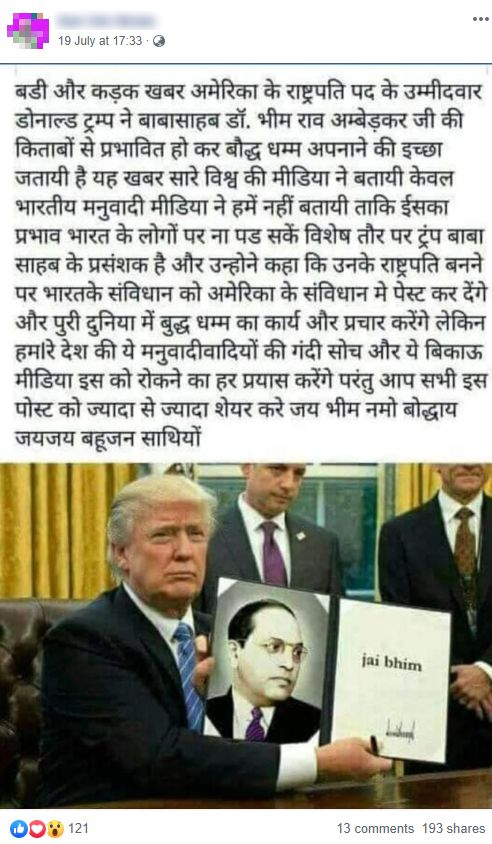 19 July at 17:33 ·
बडी और कड़क खबर अमेरिका के राष्ट्रपति पद के उम्मीदवार
डोनाल्ड ट्रम्प ने बाबासाहब डॉ. भीम राव अम्बेड़कर जी की
किताबों से प्रभावित हो कर बौद्ध धम्म अपनाने की इच्छा
जतायी है यह खबर सारे विश्व की मीडिया ने बतायी केवल
भारतीय मनुवादी मीडिया ने हमें नहीं बतायी ताकि ईसका
प्रभाव भारत के लोगों पर ना पड सकें विशेष तौर पर ट्रंप बाबा
साहब के प्रसंशक है और उन्होने कहा कि उनके राष्ट्रपति बनने
पर भारतके संविधान को अमेरिका के संविधान मे पेस्ट कर देंगे
और पुरी दुनिया में बुद्ध धम्म का कार्य और प्रचार करेंगे लेकिन
हमारे देश की ये मनुवादीवादियों की गंदी सोच और ये बिकाऊ
मीडिया इस को रोकने का हर प्रयास करेंगे परंतु आप सभी इस
पोस्ट को ज्यादा से ज्यादा शेयर करे जय भीम नमो बोद्धाय
जयजय बहूजन साथियों
jai bhim
121
13 comments 193 shares